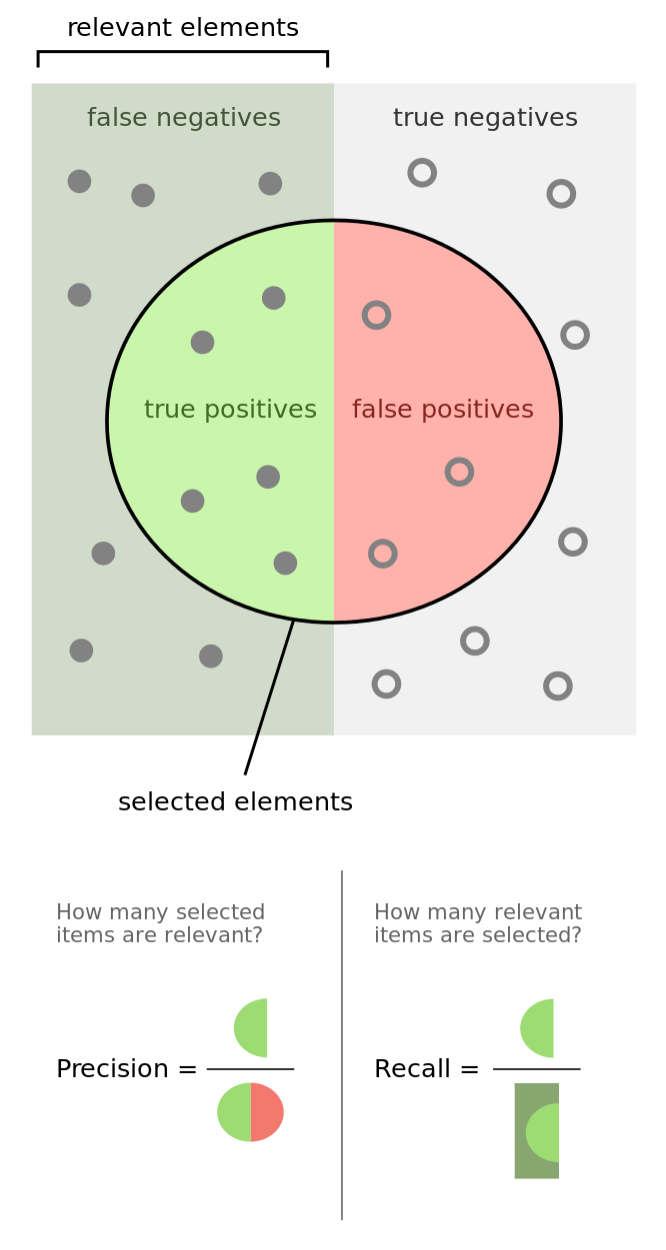 relevant elements
false negatives
true negatives
true positives
false positives
selected elements
How many selected
items are relevant?
How many relevant
items are selected?
Precision =
Recall =